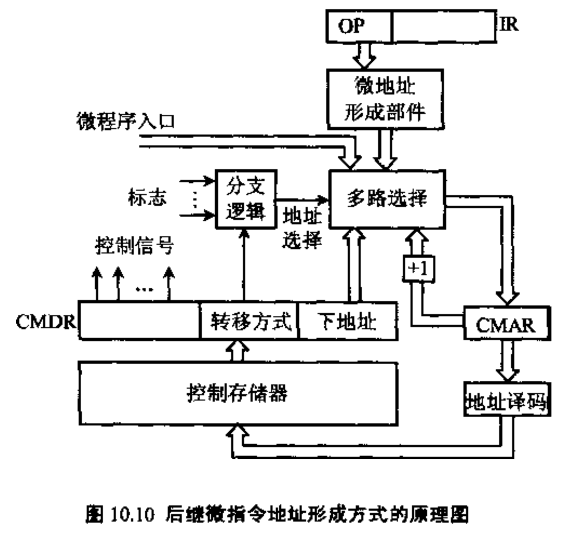 OP
IR
微地址
形成部件
微程序入口
标志
分支
逻辑
地址
选择
多路选择
控制信号
+1
CMDR
转移方式
下地址
CMAR
控制存储器
地址译码
图 10.10 后继微指令地址形成方式的原理图